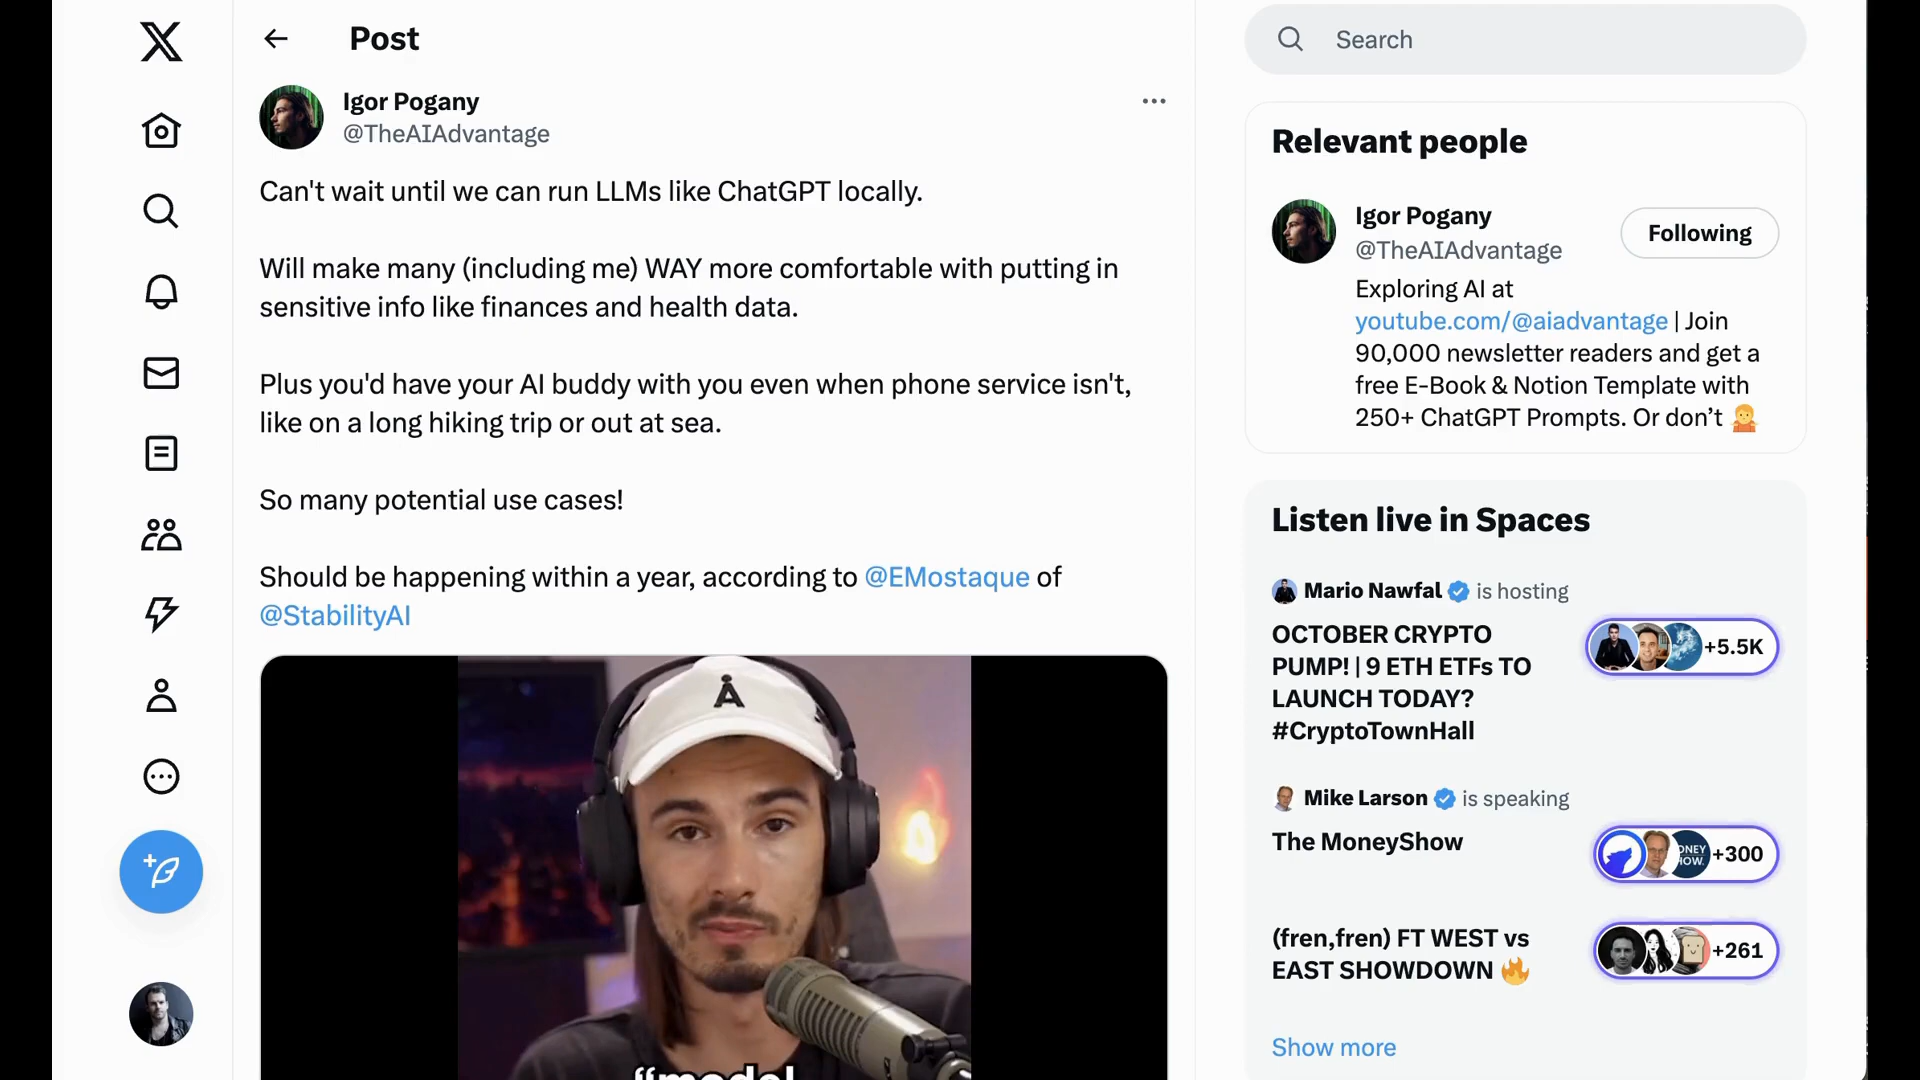 Post
Igor Pogany
@TheAIAdvantage
Can't wait until we can run LLMs like ChatGPT locally.
Will make many (including me) WAY more comfortable with putting in
sensitive info like finances and health data.
Plus you'd have your AI buddy with you even when phone service isn't,
like on a long hiking trip or out at sea.
So many potential use cases!
Should be happening within a year, according to @EMostaque of
@StabilityAI
Å
“model
Search
Relevant people
Igor Pogany
@TheAIAdvantage
Following
Exploring AI at
youtube.com/@aiadvantage | Join
90,000 newsletter readers and get a
free E-Book & Notion Template with
250+ ChatGPT Prompts. Or don’t 🤷
Listen live in Spaces
Mario Nawfal is hosting
OCTOBER CRYPTO
PUMP! | 9 ETH ETFs TO
LAUNCH TODAY?
#CryptoTownHall
+5.5K
Mike Larson is speaking
The MoneyShow
+300
(fren,fren) FT WEST vs
EAST SHOWDOWN 🔥
+261
Show more